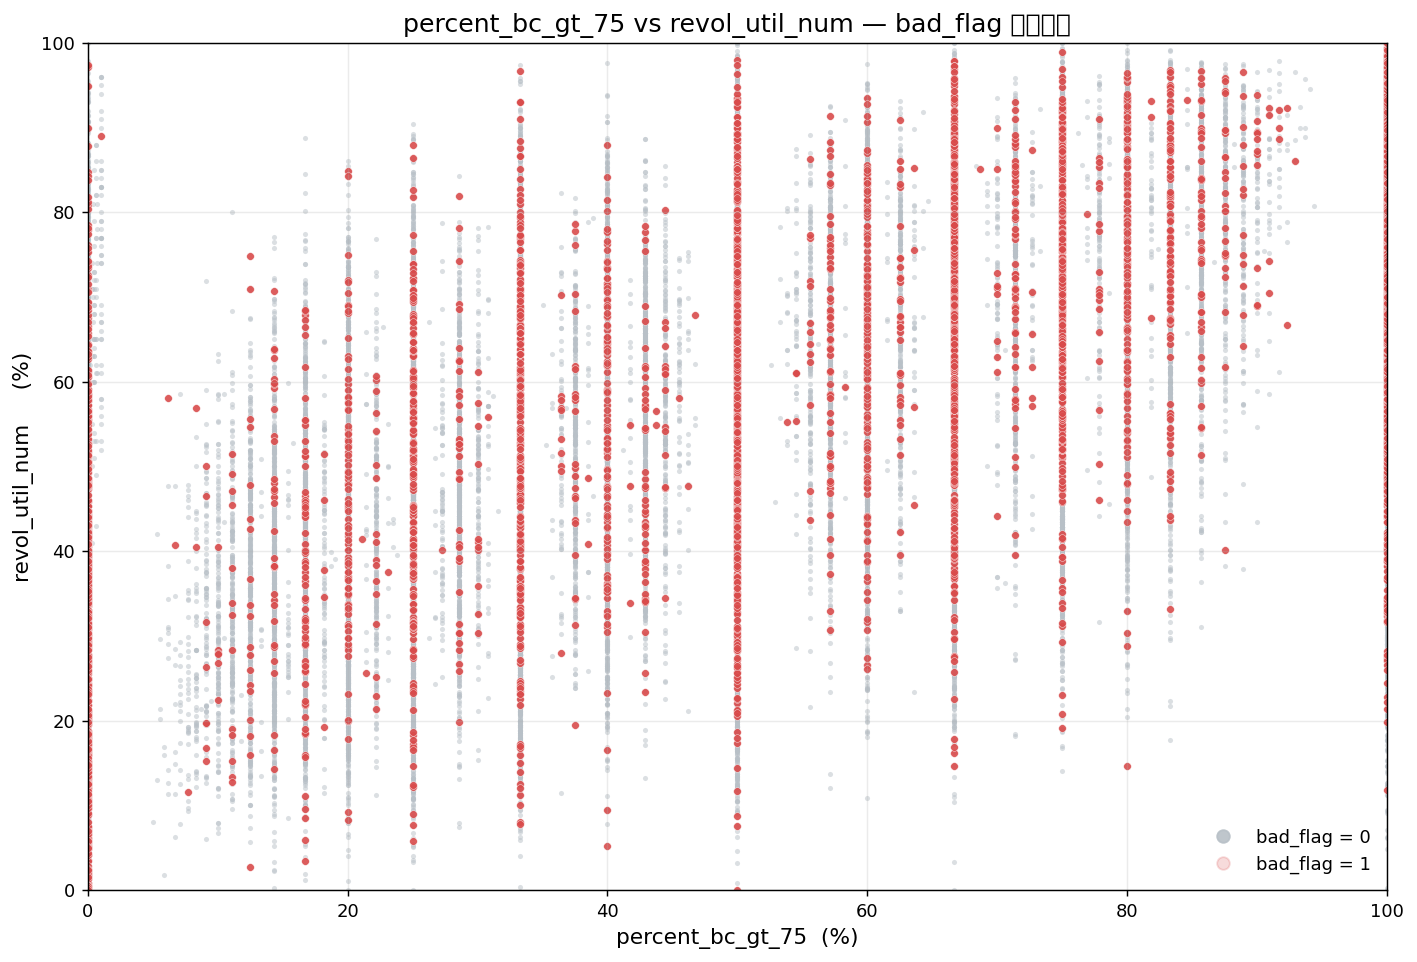 percent_bc_gt_75 vs revol_util_num — bad_flag
100
80
60
40
20
0
revol_util_num (%)
0 20 40 60 80 100
percent_bc_gt_75 (%)
bad_flag = 0
bad_flag = 1